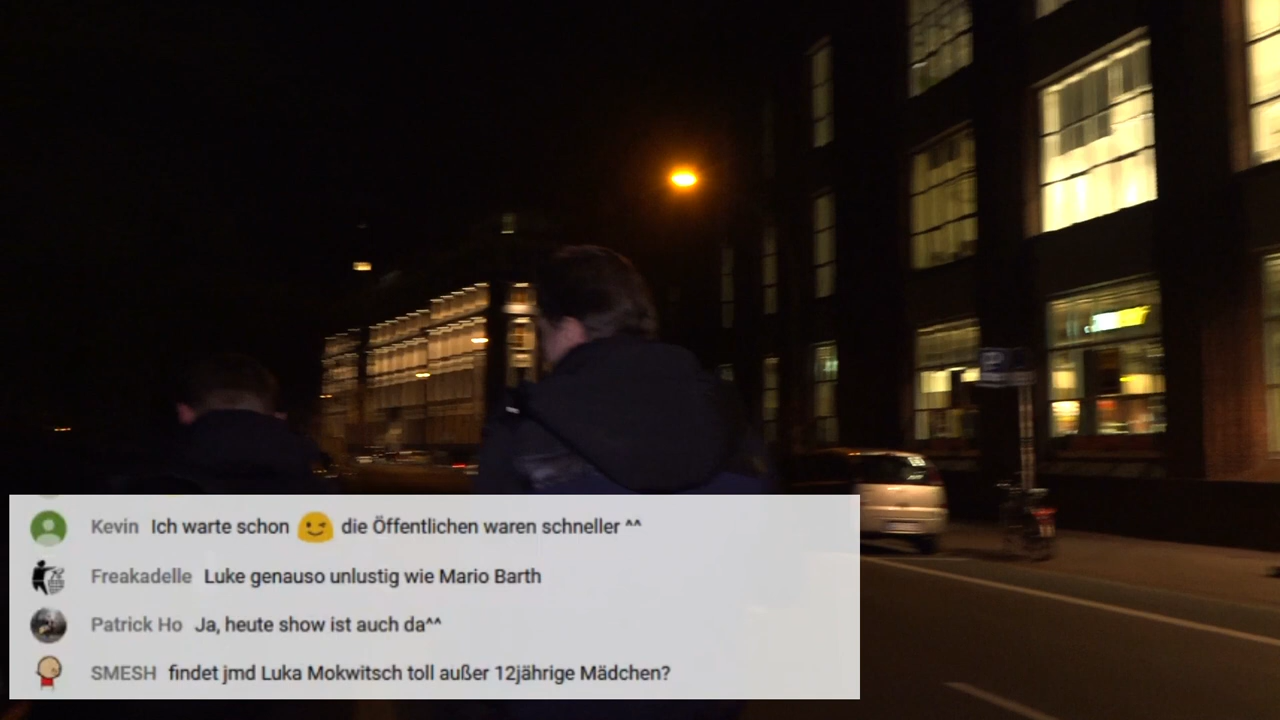 Kevin Ich warte schon 😉 die Öffentlichen waren schneller ^^
Freakadelle Luke genauso unlustig wie Mario Barth
Patrick Ho Ja, heute show ist auch da^^
SMESH findet jmd Luka Mokwitsch toll außer 12jährige Mädchen?